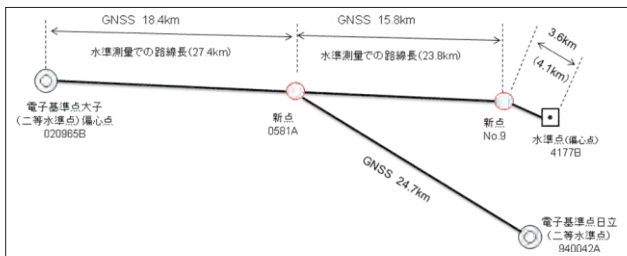 GNSS 18.4km
GNSS 15.8km
3.6km
(4.1km)
水準測量での路線長(27.4km)
水準測量での路線長(23.8km)
電子基準点大子
(二等水準点)偏心点
020965B
新点
0581A
新点
No.9
水準点(偏心点)
4177B
GNSS 24.7km
電子基準点日立
(二等水準点)
940042A